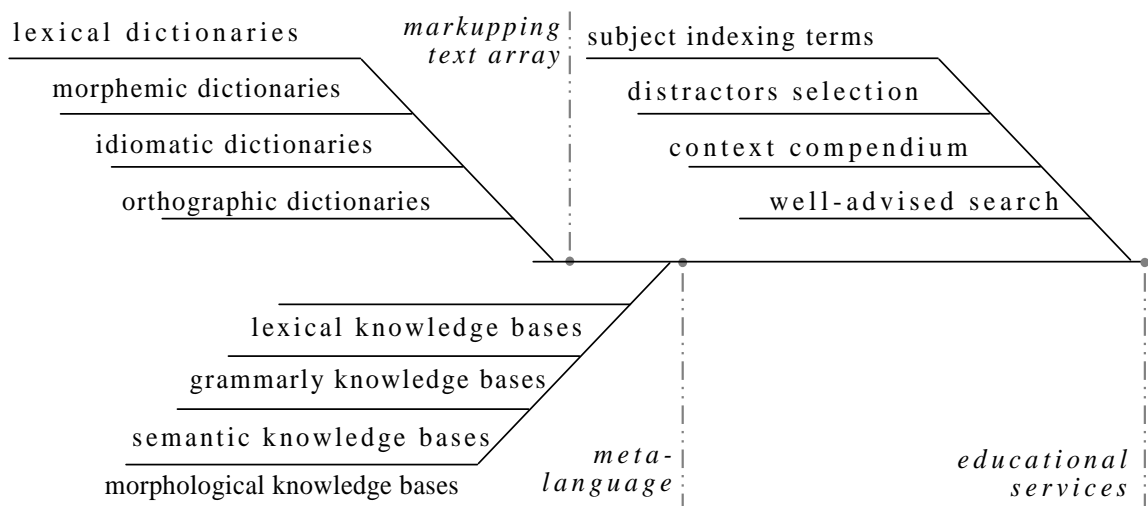 lexical dictionaries
morphemic dictionaries
idiomatic dictionaries
orthographic dictionaries
markupping
text array
subject indexing terms
distractors selection
context compendium
well-advised search
lexical knowledge bases
grammarly knowledge bases
semantic knowledge bases
morphological knowledge bases
meta-
language
educational
services